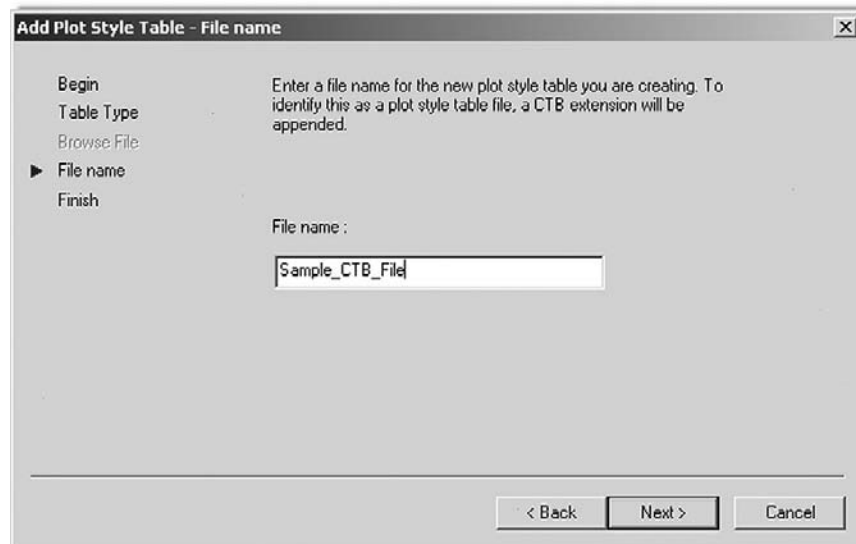 Add Plot Style Table - File name
Begin
Table Type
Browse File
File name
Finish
Enter a file name for the new plot style table you are creating. To
identify this as a plot style table file, a CTB extension will be
appended.
File name :
Sample_CTB_File
< Back
Next >
Cancel